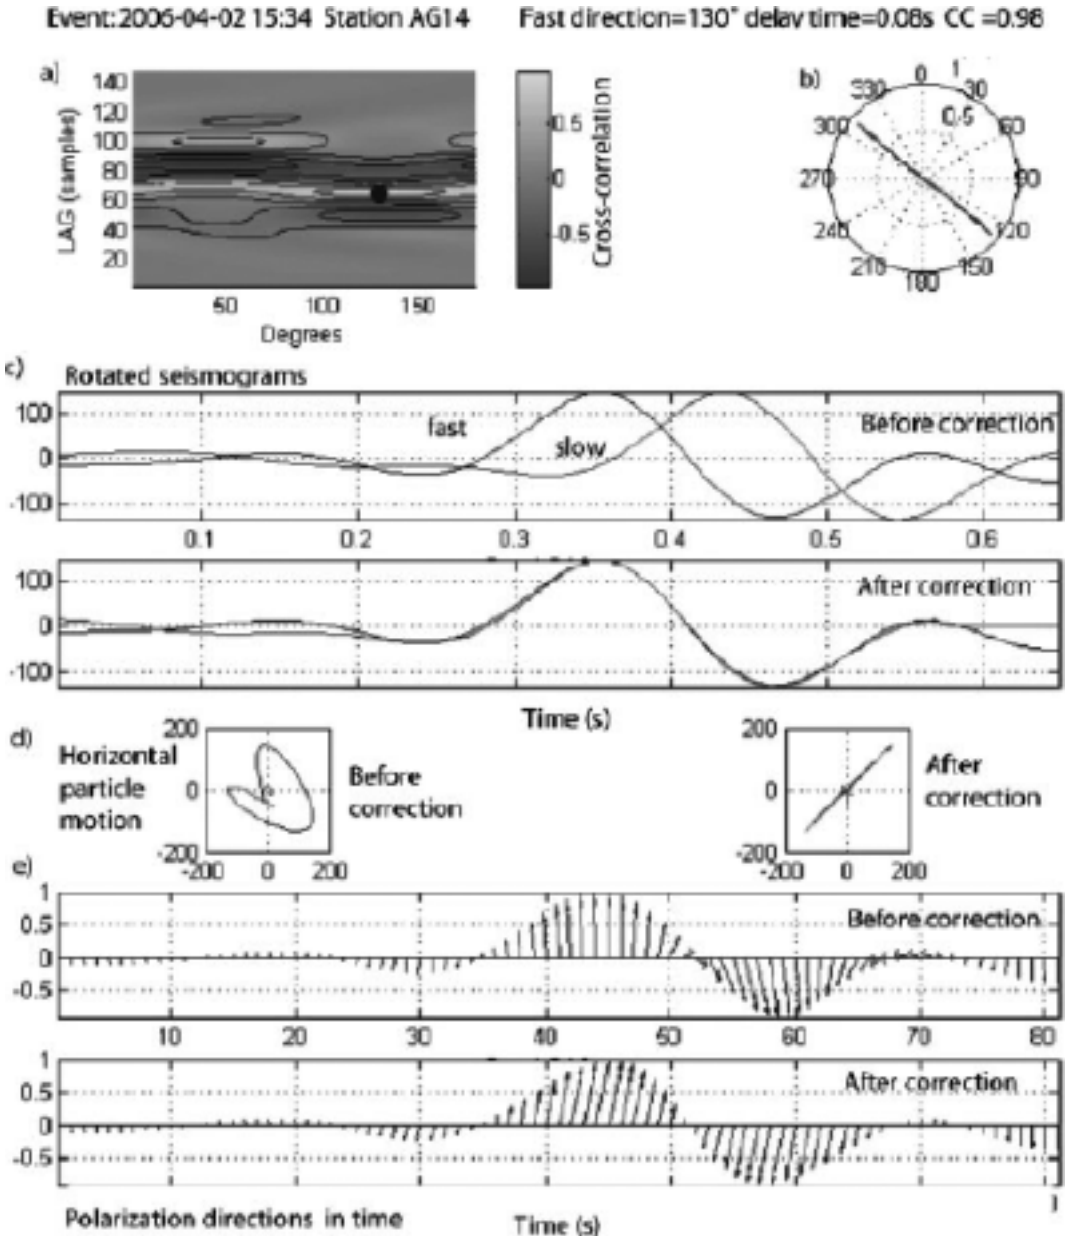 Event:2006-04-02 15:34 Station AG14 Fast direction=130° delay time=0.08s CC =0.98
a)
140
120
100
80
60
40
20
LAG (samples)
50 100 150
Degrees
0.5
0
-0.5
Cross-correlation
b)
0 1
330 30
0.5
300 60
270 90
240 120
210 150
180
c)
Rotated seismograms
100
0
-100
fast
slow
Before correction
0.1 0.2 0.3 0.4 0.5 0.6
100
0
-100
After correction
Time (s)
d)
Horizontal
particle
motion
200
0
-200
-200 0 200
Before
correction
200
0
-200
-200 0 200
After
correction
e)
1
0.5
0
-0.5
Before correction
10 20 30 40 50 60 70 80
1
0.5
0
-0.5
After correction
Polarization directions in time
Time (s)